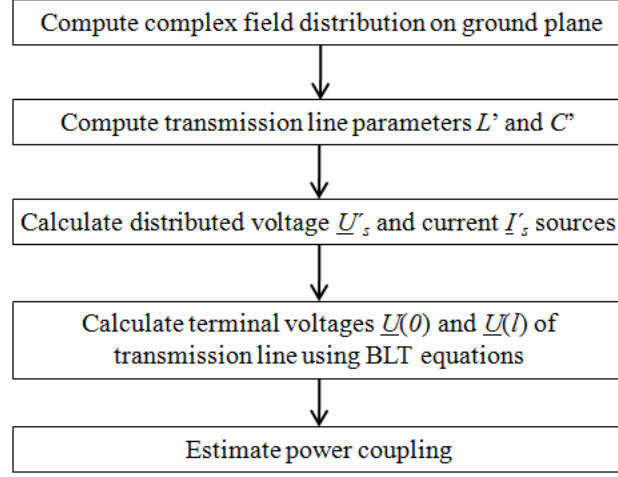 Compute complex field distribution on ground plane
Compute transmission line parameters L’ and C’
Calculate distributed voltage U′s and current I′s sources
Calculate terminal voltages U(0) and U(l) of
transmission line using BLT equations
Estimate power coupling